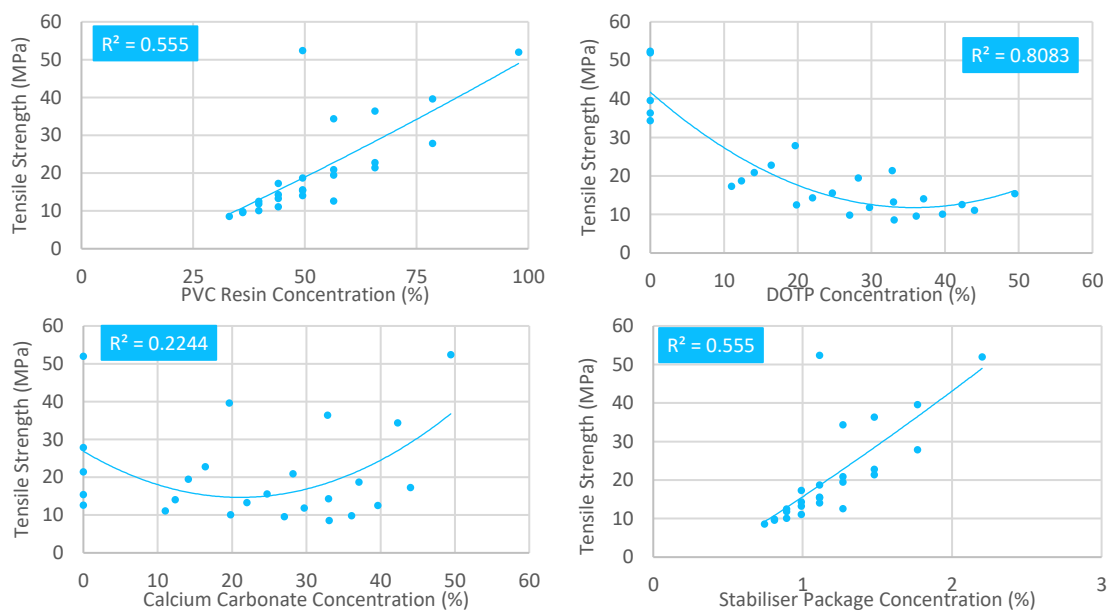 60
50
40
30
20
10
0
Tensile Strength (MPa)
R² = 0.555
0 25 50 75 100
PVC Resin Concentration (%)
60
50
40
30
20
10
0
Tensile Strength (MPa)
R² = 0.8083
0 10 20 30 40 50 60
DOTP Concentration (%)
60
50
40
30
20
10
0
Tensile Strength (MPa)
R² = 0.2244
0 10 20 30 40 50 60
Calcium Carbonate Concentration (%)
60
50
40
30
20
10
0
Tensile Strength (MPa)
R² = 0.555
0 1 2 3
Stabiliser Package Concentration (%)